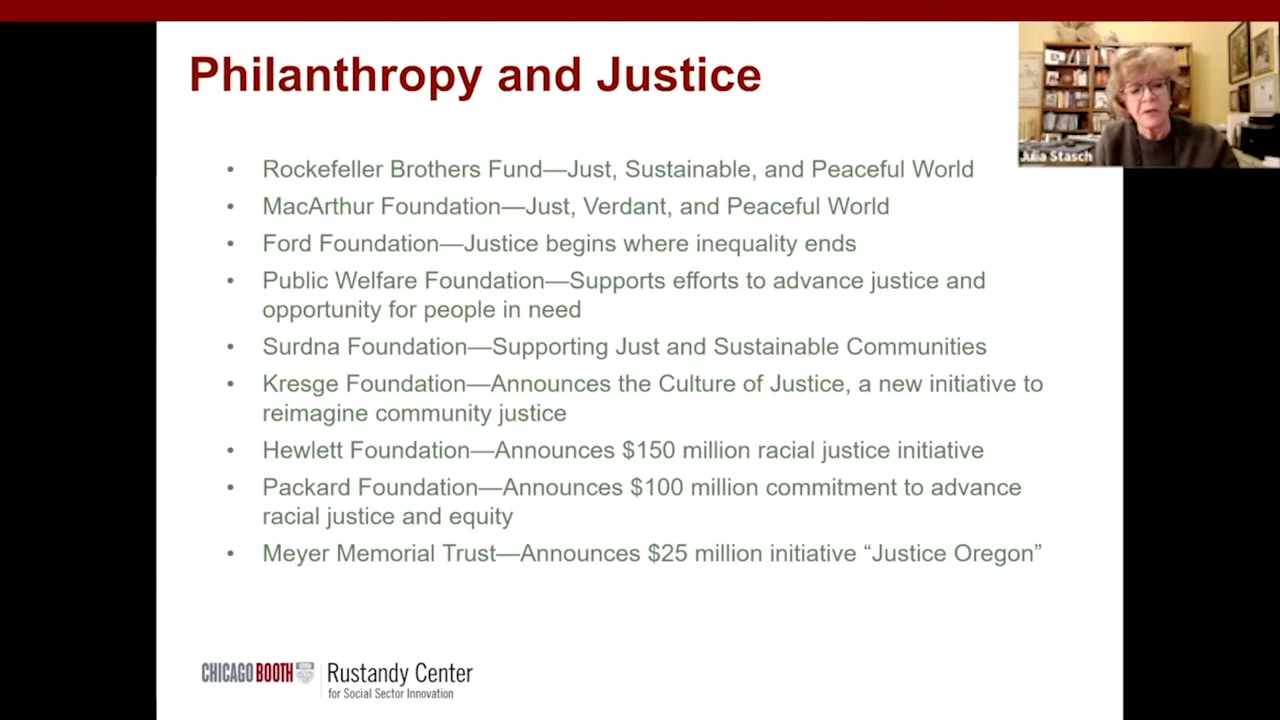 Philanthropy and Justice
Julia Stasch
• Rockefeller Brothers Fund—Just, Sustainable, and Peaceful World
• MacArthur Foundation—Just, Verdant, and Peaceful World
• Ford Foundation—Justice begins where inequality ends
• Public Welfare Foundation—Supports efforts to advance justice and
opportunity for people in need
• Surdna Foundation—Supporting Just and Sustainable Communities
• Kresge Foundation—Announces the Culture of Justice, a new initiative to
reimagine community justice
• Hewlett Foundation—Announces $150 million racial justice initiative
• Packard Foundation—Announces $100 million commitment to advance
racial justice and equity
• Meyer Memorial Trust—Announces $25 million initiative “Justice Oregon”
CHICAGO BOOTH
Rustandy Center
for Social Sector Innovation